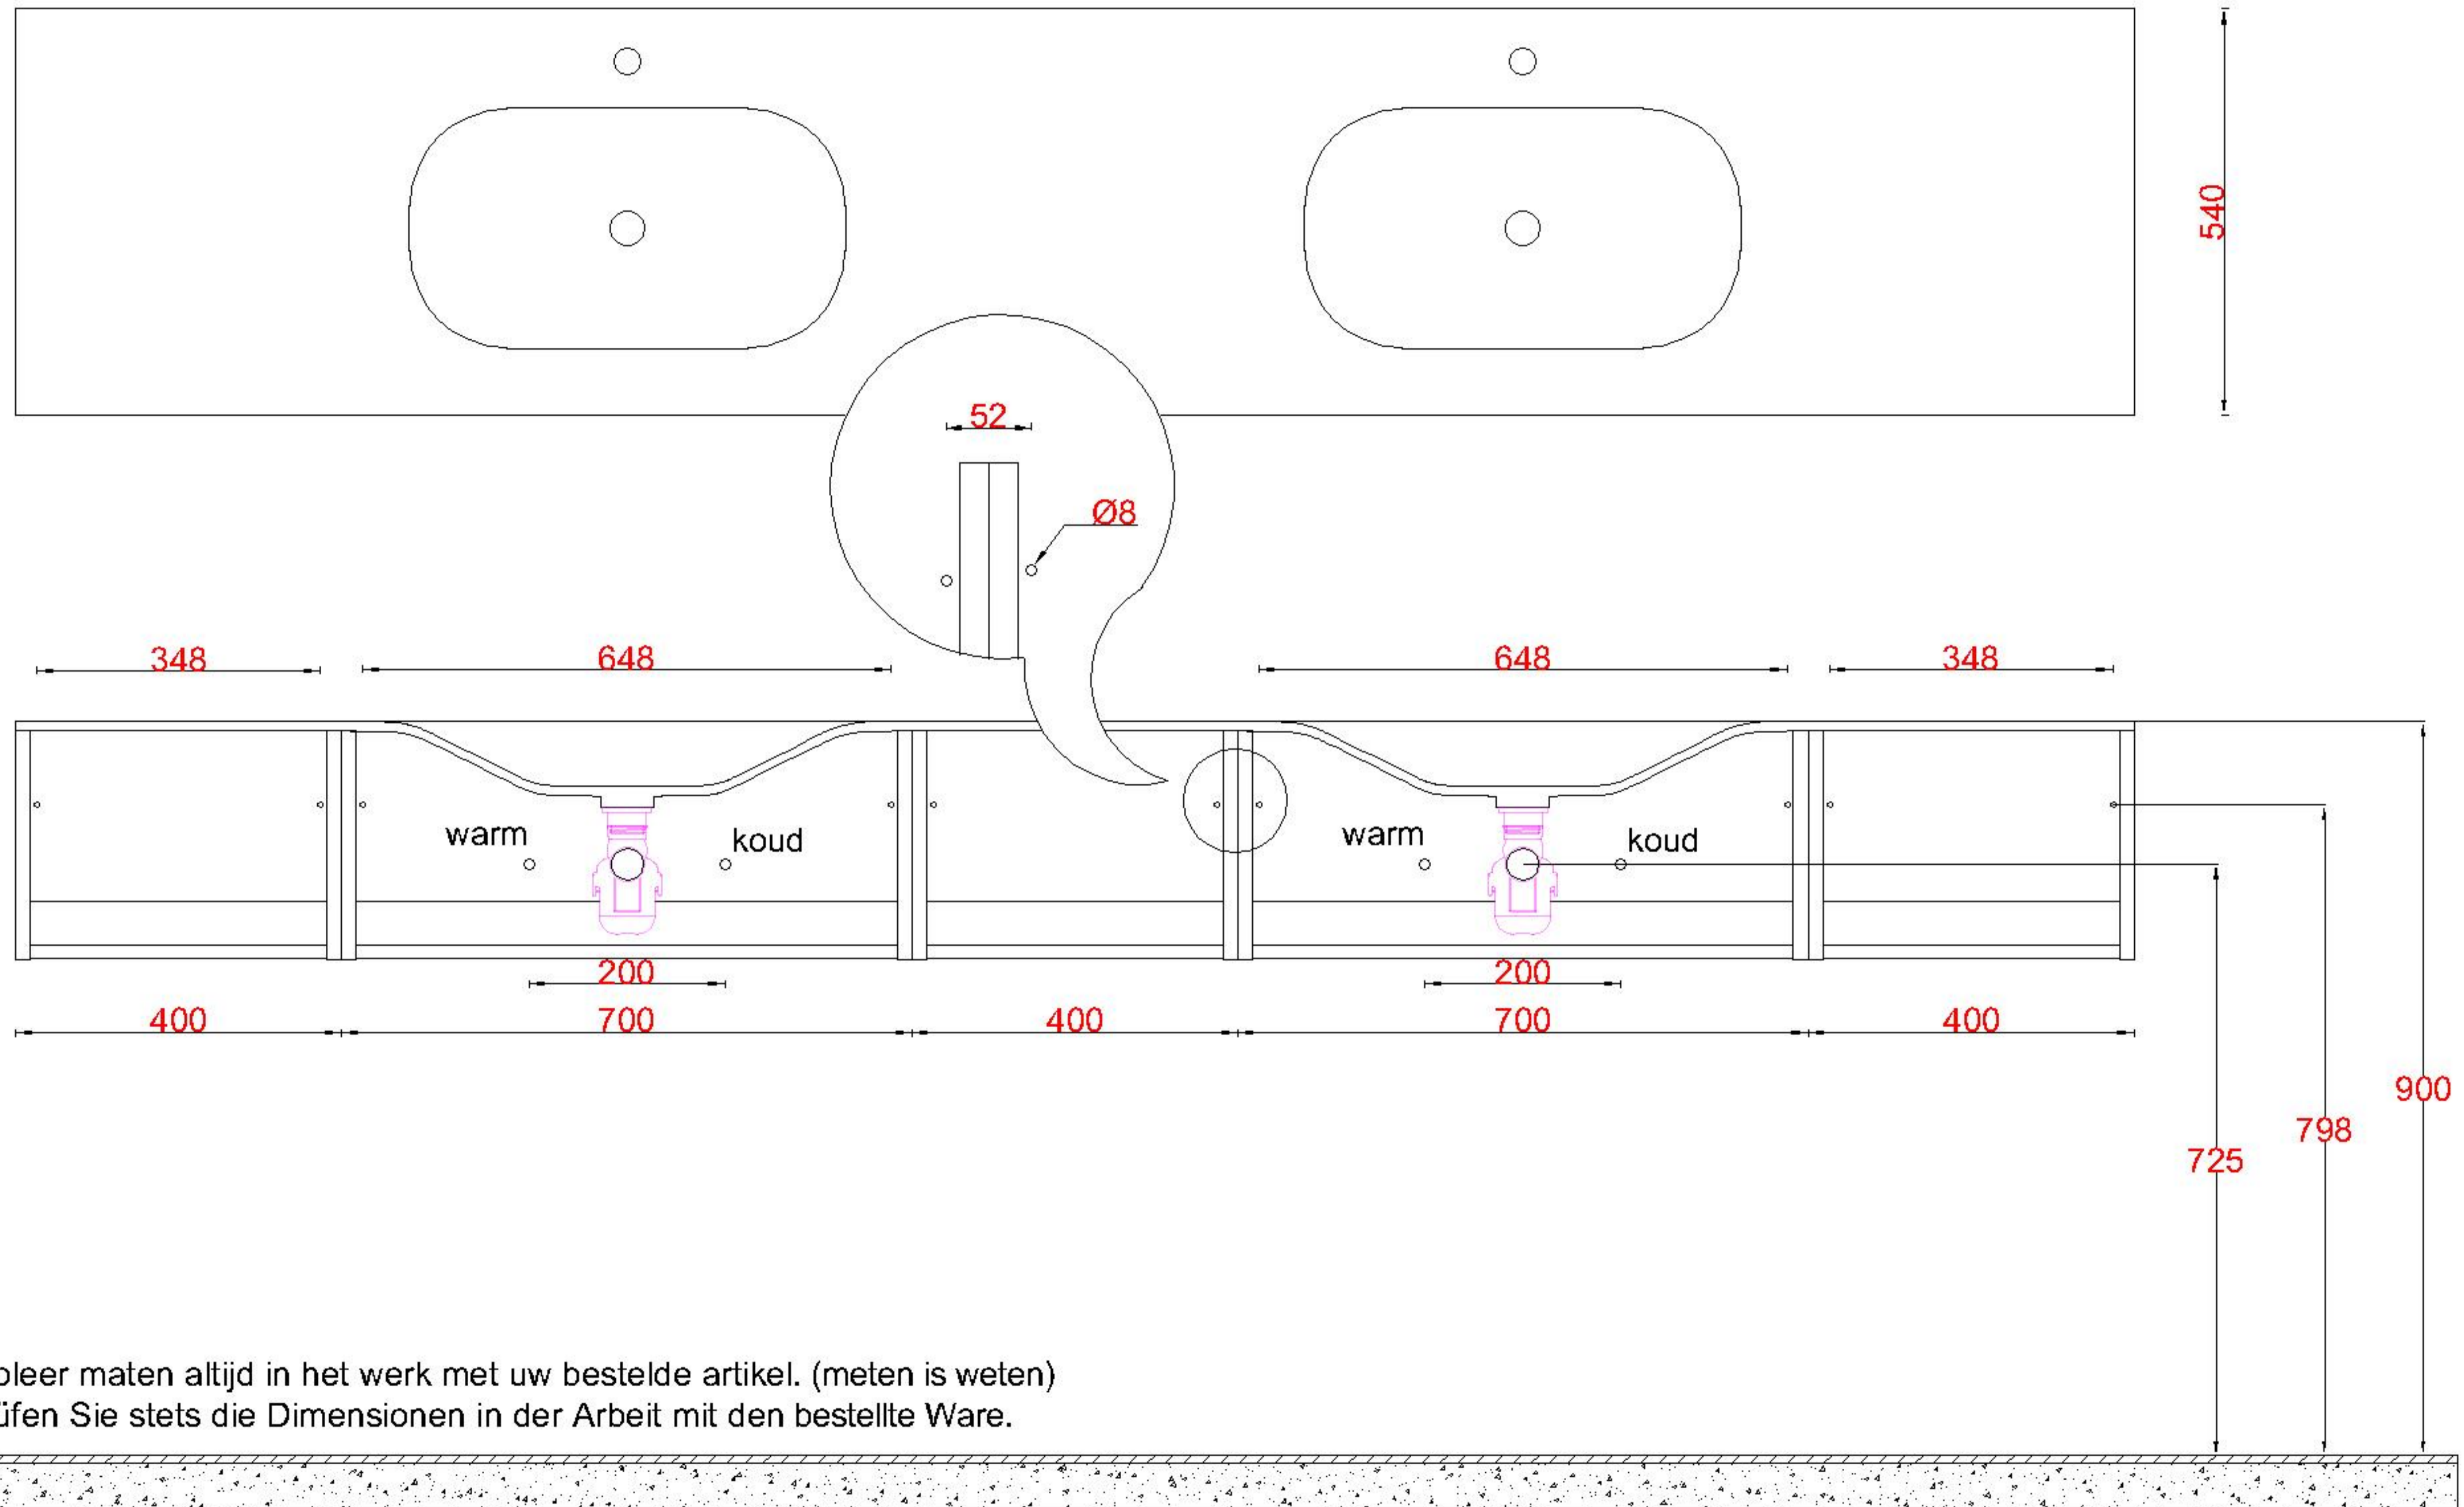 540
52
Ø8
348
648
648
348
warm
koud
warm
koud
200
200
400
700
400
700
400
900
798
725
maten altijd in het werk met uw bestelde artikel. (meten is weten)
Sie stets die Dimensionen in der Arbeit mit den bestellte Ware.